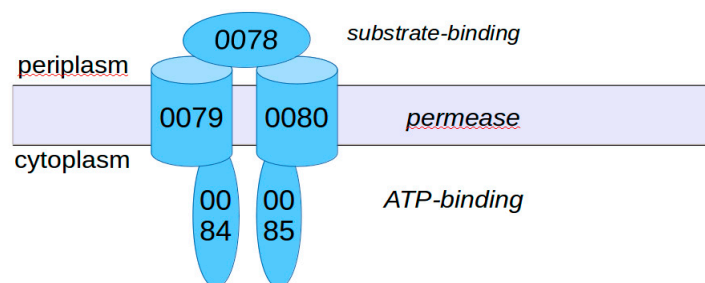 0078
substrate-binding
periplasm
0079
0080
permease
cytoplasm
00
84
00
85
ATP-binding